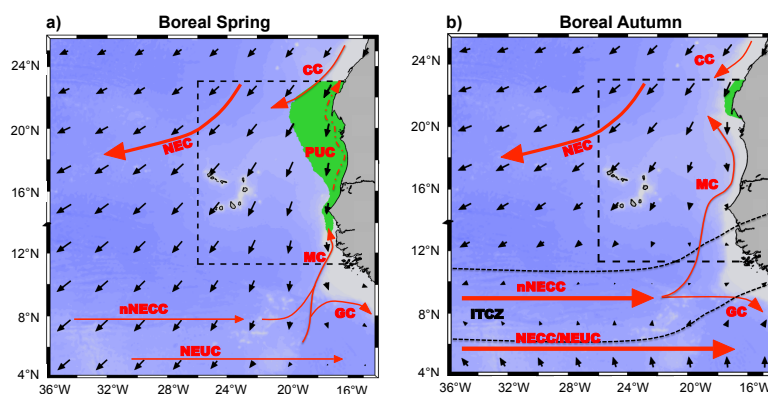 a) Boreal Spring
24°N
20°N
16°N
12°N
8°N
4°N
36°W 32°W 28°W 24°W 20°W 16°W
CC
NEC
PUC
MC
nNECC
GC
NEUC
b) Boreal Autumn
24°N
20°N
16°N
12°N
8°N
4°N
36°W 32°W 28°W 24°W 20°W 16°W
CC
NEC
MC
nNECC
GC
ITCZ
NECC/NEUC